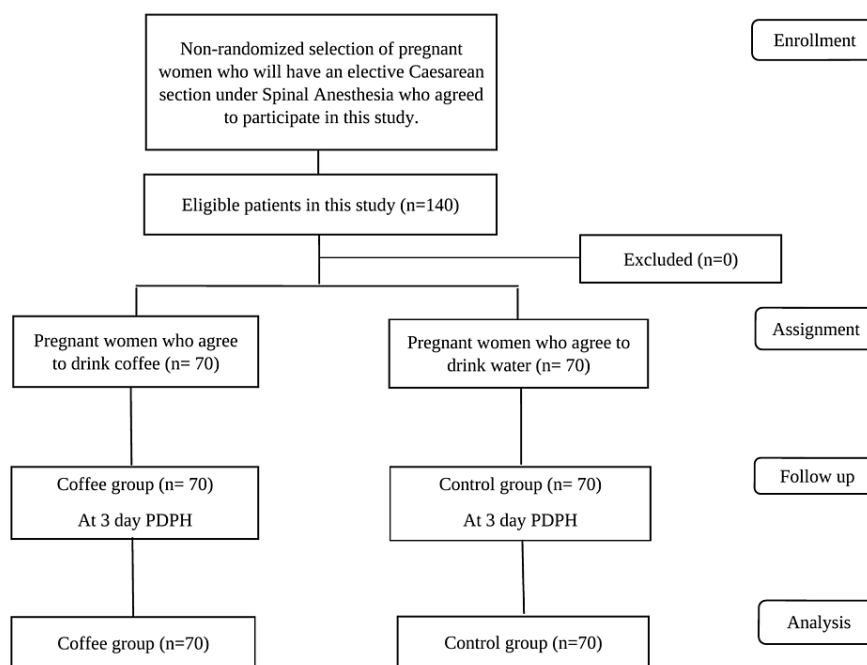 Non-randomized selection of pregnant
women who will have an elective Caesarean
section under Spinal Anesthesia who agreed
to participate in this study.
Enrollment
Eligible patients in this study (n=140)
Excluded (n=0)
Pregnant women who agree
to drink coffee (n= 70)
Pregnant women who agree to
drink water (n= 70)
Assignment
Coffee group (n= 70)
At 3 day PDPH
Control group (n= 70)
At 3 day PDPH
Follow up
Coffee group (n=70)
Control group (n=70)
Analysis